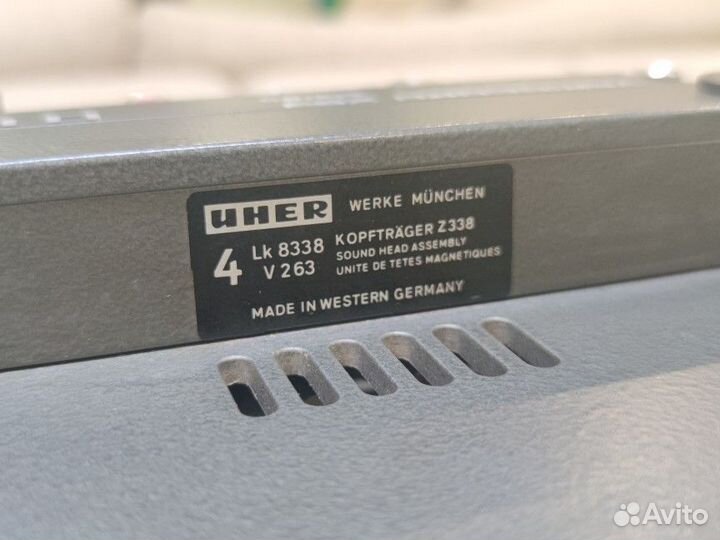 UHER WERKE MÜNCHEN
4 Lk 8338 KOPFTRÄGER Z338
V 263 SOUND HEAD ASSEMBLY
UNITE DE TETES MAGNETIQUES
MADE IN WESTERN GERMANY
Avito